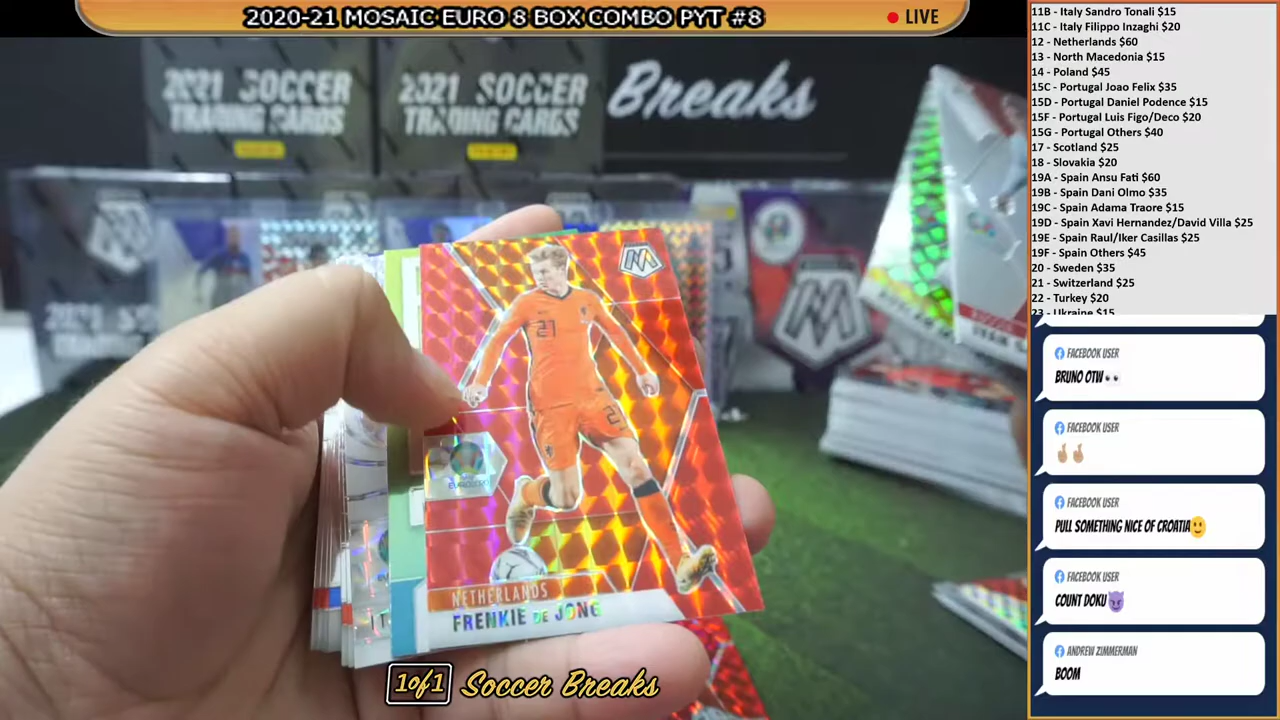 2020-21 MOSAIC EURO 8 BOX COMBO PYT #8
LIVE
2021 SOCCER
TRADING CARDS
2021 SOCCER
TRADING CARDS
Breaks
21
21
NETHERLANDS
FRENKIE DE JONG
1of1 Soccer Breaks
11B - Italy Sandro Tonali $15
11C - Italy Filippo Inzaghi $20
12 - Netherlands $60
13 - North Macedonia $15
14 - Poland $45
15C - Portugal Joao Felix $35
15D - Portugal Daniel Podence $15
15F - Portugal Luis Figo/Deco $20
15G - Portugal Others $40
17 - Scotland $25
18 - Slovakia $20
19A - Spain Ansu Fati $60
19B - Spain Dani Olmo $35
19C - Spain Adama Traore $15
19D - Spain Xavi Hernandez/David Villa $25
19E - Spain Raul/Iker Casillas $25
19F - Spain Others $45
20 - Sweden $35
21 - Switzerland $25
22 - Turkey $20
23 - Ukraine $15
FACEBOOK USER
BRUNO OTW👀
FACEBOOK USER
🤞🏼🤞🏼
FACEBOOK USER
PULL SOMETHING NICE OF CROATIA🙂
FACEBOOK USER
COUNT DOKU😈
ANDREW ZIMMERMAN
BOOM